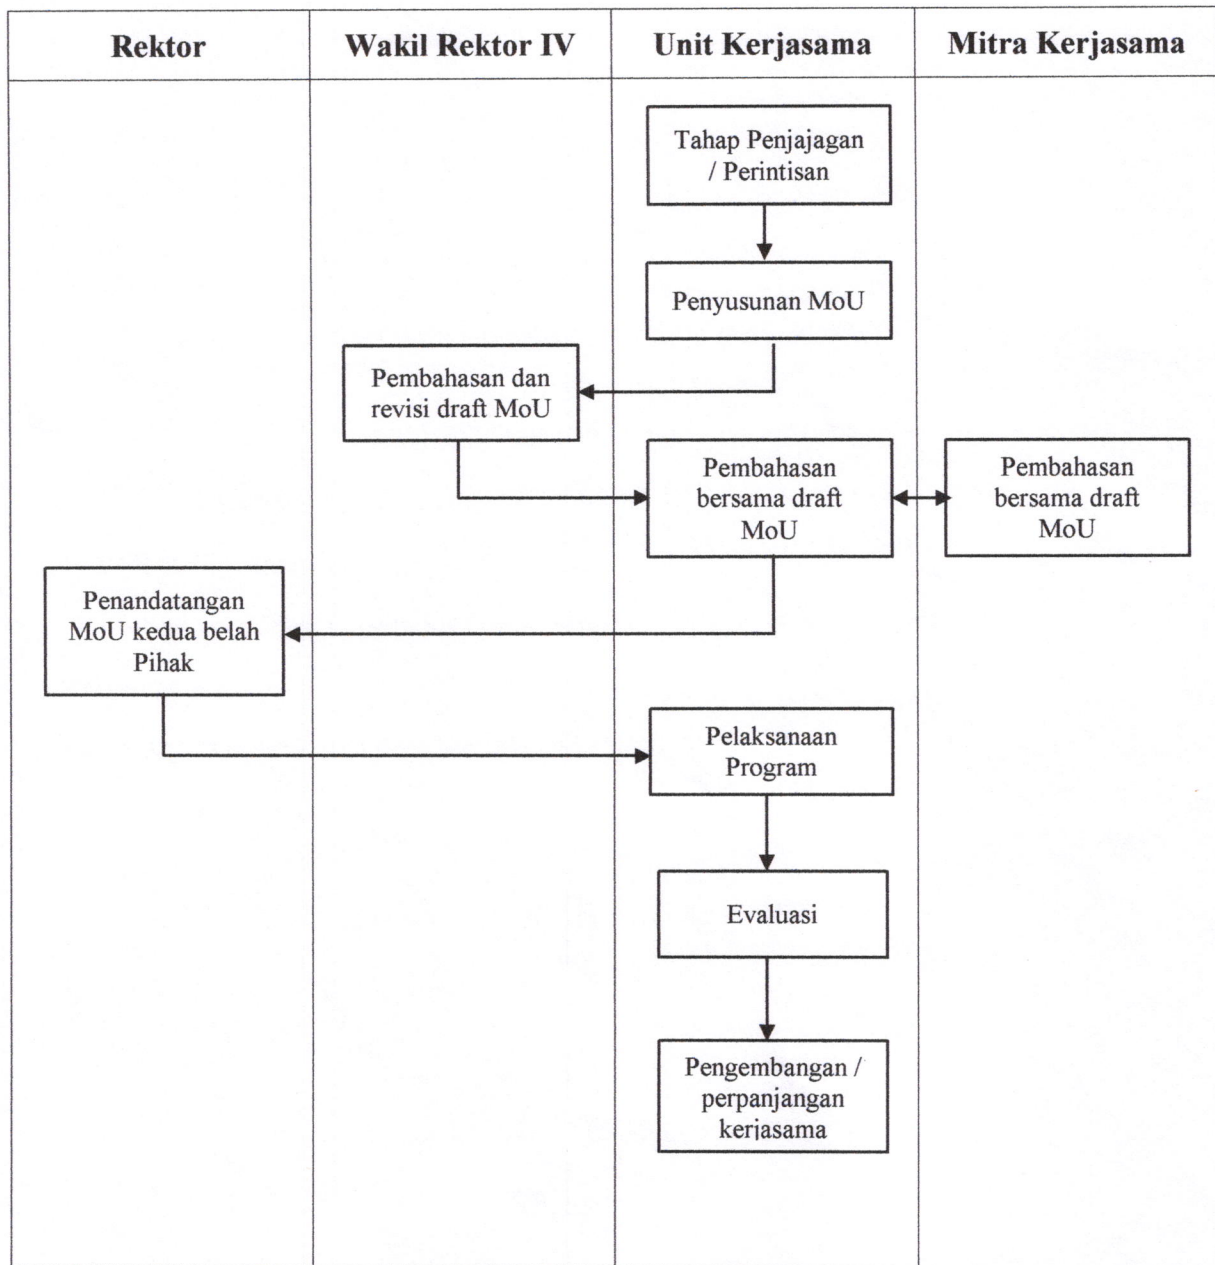 Rektor
Wakil Rektor IV
Unit Kerjasama
Mitra Kerjasama
Tahap Penjajagan
/ Perintisan
Penyusunan MoU
Pembahasan dan
revisi draft MoU
Pembahasan
bersama draft
MoU
Pembahasan
bersama draft
MoU
Penandatangan
MoU kedua belah
Pihak
Pelaksanaan
Program
Evaluasi
Pengembangan /
perpanjangan
kerjasama